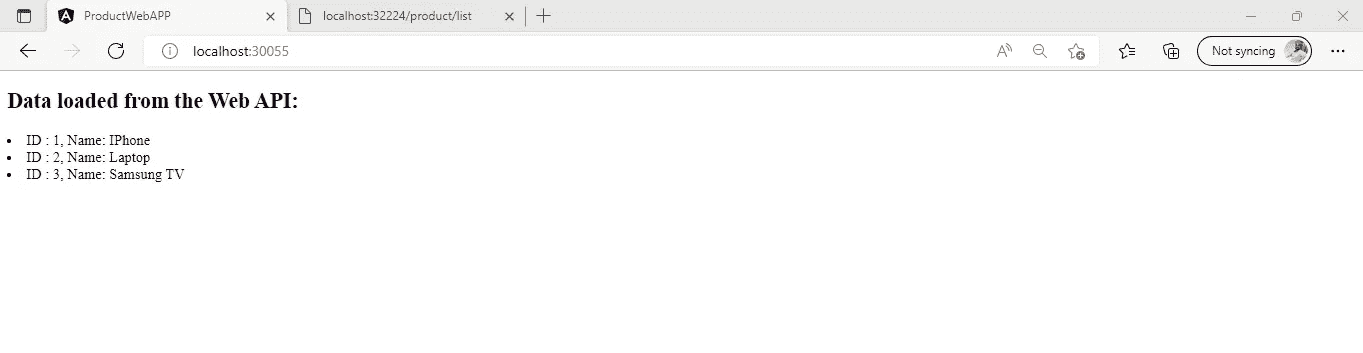 ProductWebAPP
localhost:32224/product/list
localhost:30055
Not syncing
Data loaded from the Web API:
ID : 1, Name: IPhone
ID : 2, Name: Laptop
ID : 3, Name: Samsung TV